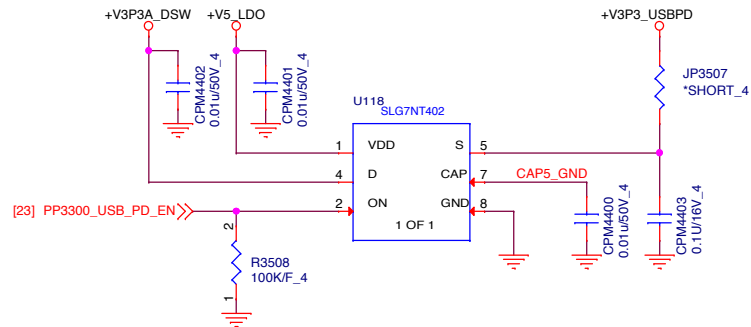 +V3P3A_DSW
+V5_LDO
+V3P3_USBPD
CPM4402
0.01u/50V_4
CPM4401
0.01u/50V_4
JP3507
*SHORT_4
U118
SLG7NT402
1 VDD S 5
4 D CAP 7 CAP5_GND
[23] PP3300_USB_PD_EN 2 ON GND 8
1 OF 1
CPM4400
0.01u/50V_4
CPM4403
0.1U/16V_4
2
R3508
100K/F_4
1